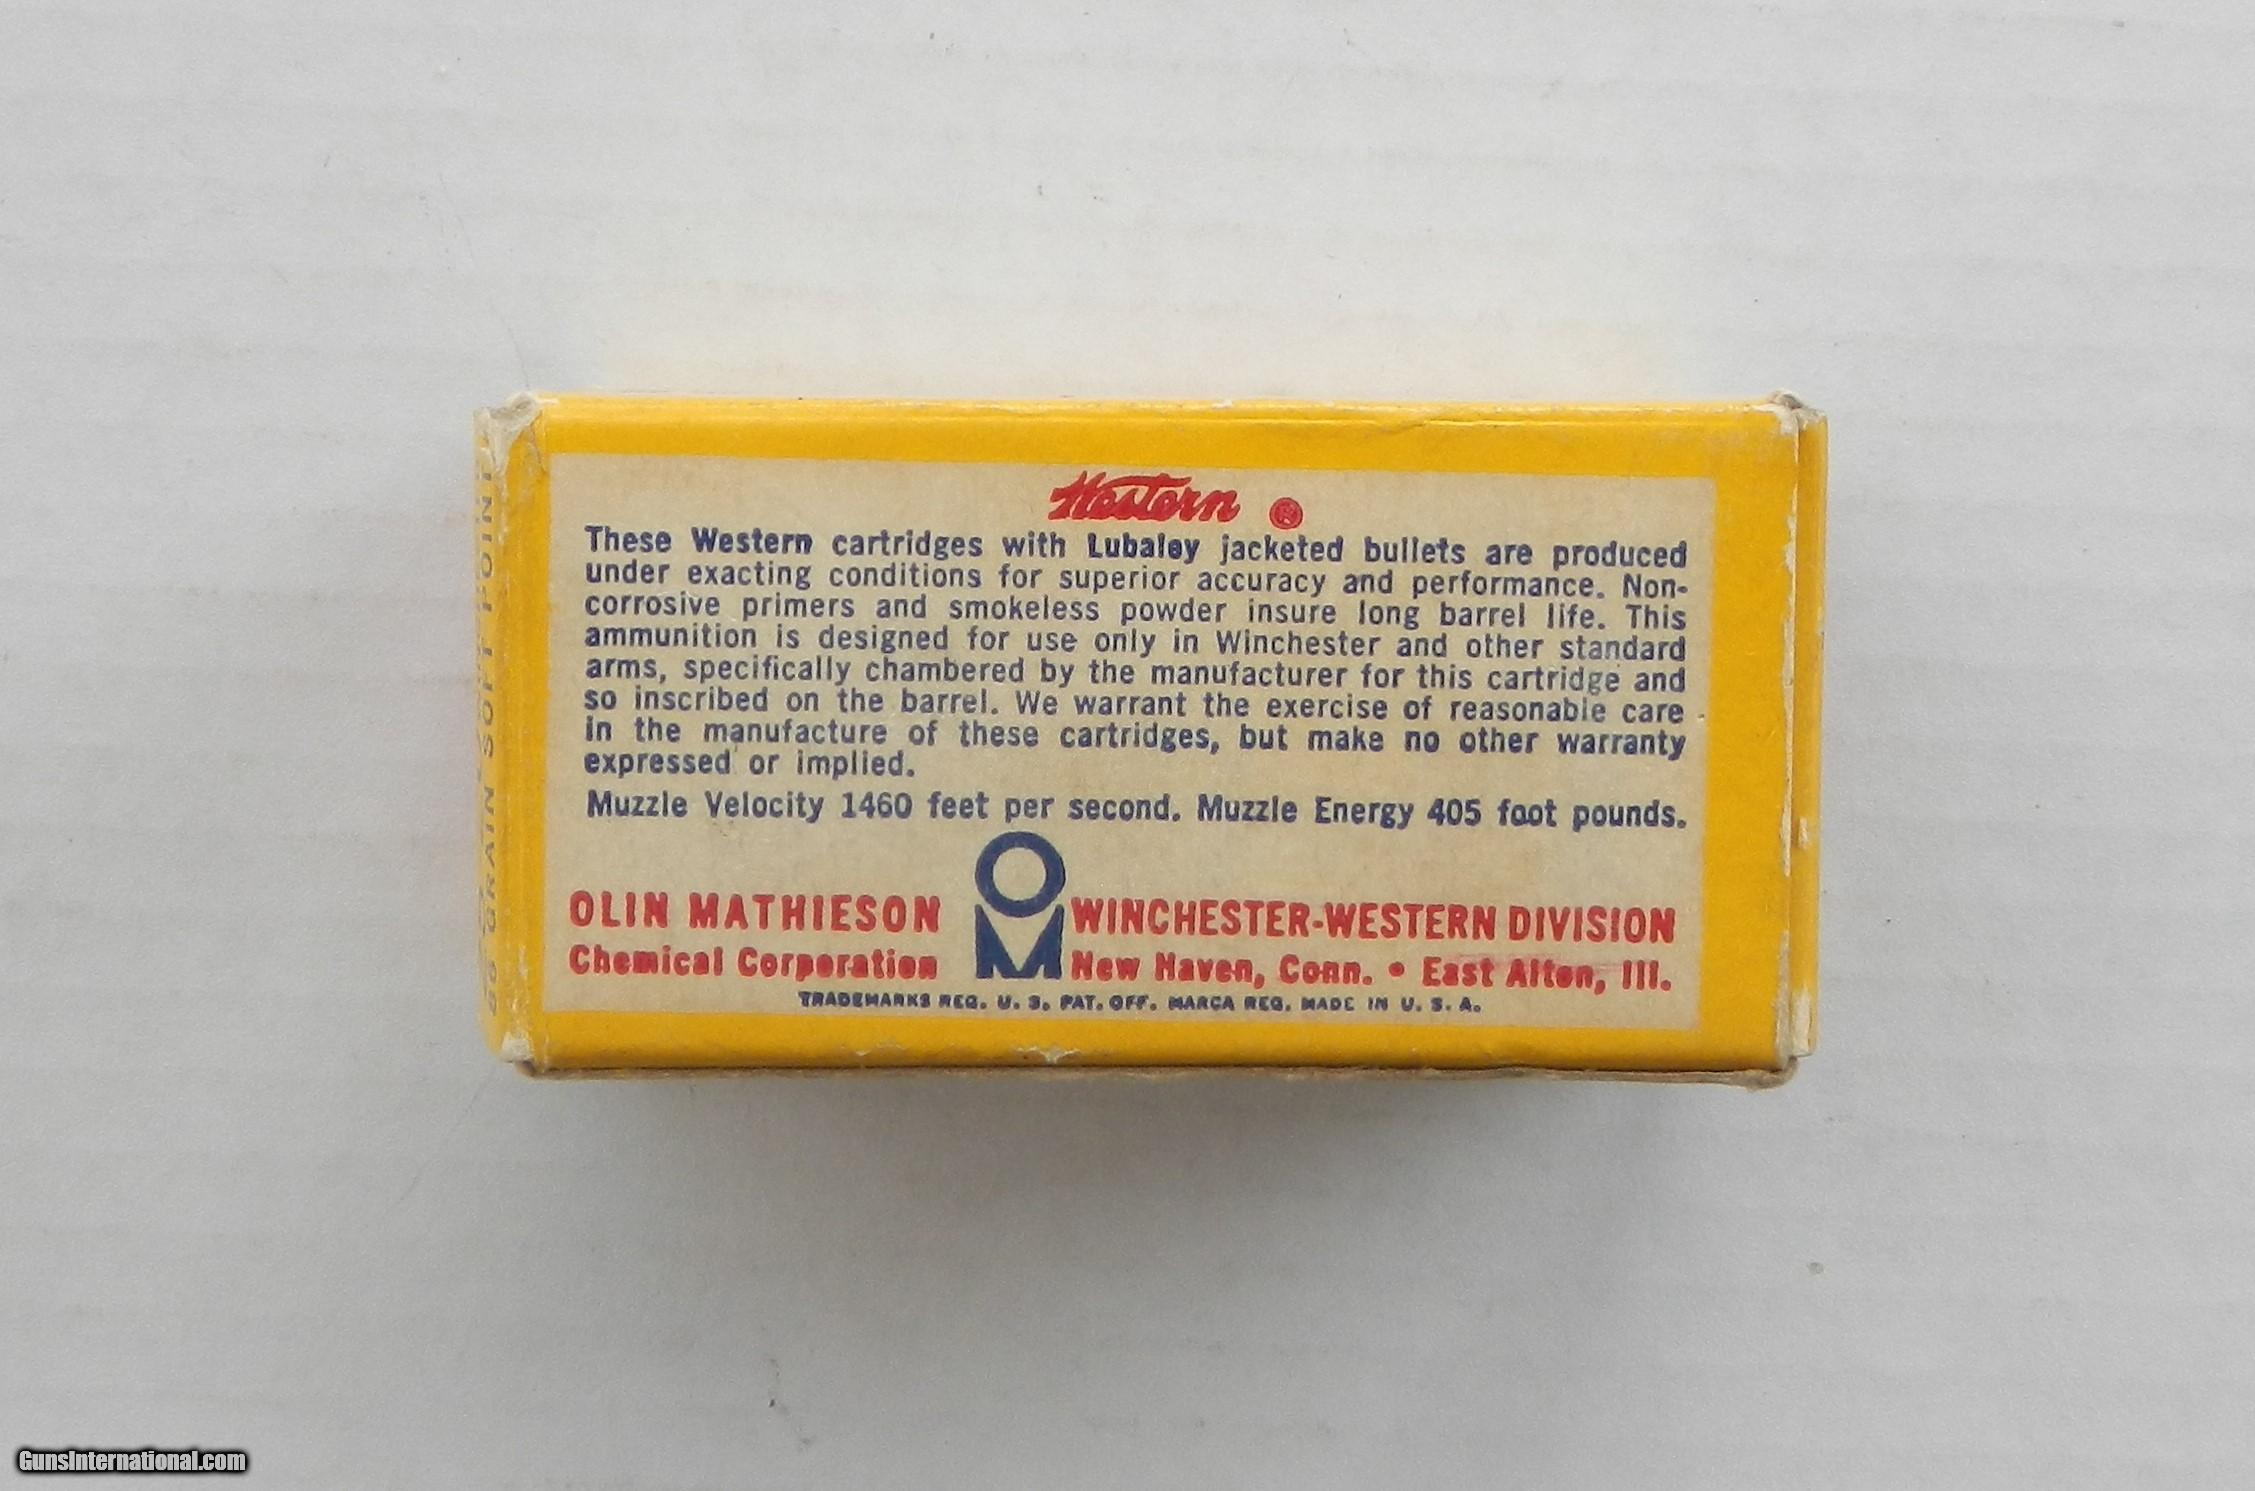 Western ®
These Western cartridges with Lubaloy jacketed bullets are produced
under exacting conditions for superior accuracy and performance. Non-
corrosive primers and smokeless powder insure long barrel life. This
ammunition is designed for use only in Winchester and other standard
arms, specifically chambered by the manufacturer for this cartridge and
so inscribed on the barrel. We warrant the exercise of reasonable care
in the manufacture of these cartridges, but make no other warranty
expressed or implied.
Muzzle Velocity 1460 feet per second. Muzzle Energy 405 foot pounds.
OM
OLIN MATHIESON
Chemical Corporation
WINCHESTER-WESTERN DIVISION
New Haven, Conn. • East Alton, Ill.
TRADEMARKS REG. U. S. PAT. OFF. MARCA REG. MADE IN U. S. A.
86 GRAIN SOFT POINT
GunsInternational.com